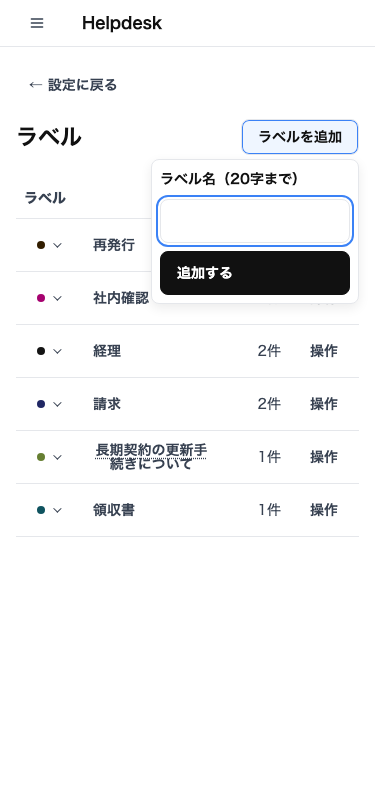 Helpdesk
← 設定に戻る
ラベル
ラベルを追加
ラベル名（20字まで）
追加する
ラベル
再発行
社内確認
経理 2件 操作
請求 2件 操作
長期契約の更新手
続きについて
1件 操作
領収書 1件 操作